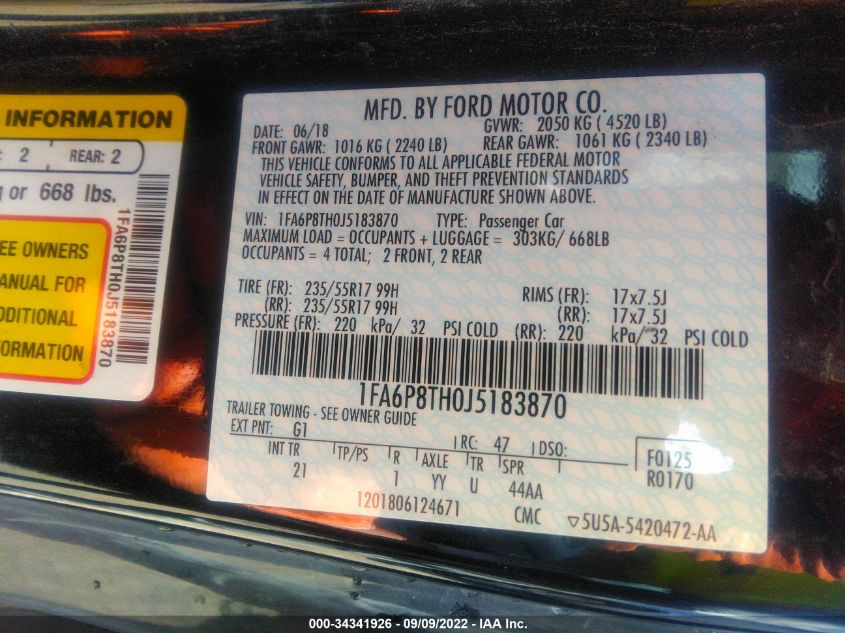 INFORMATION
: 2 REAR: 2
g or 668 lbs.
EE OWNERS
ANUAL FOR
DDITIONAL
FORMATION
1FA6P8TH0J5183870
MFD. BY FORD MOTOR CO.
DATE: 06/18 GVWR: 2050 KG ( 4520 LB)
FRONT GAWR: 1016 KG ( 2240 LB) REAR GAWR: 1061 KG ( 2340 LB)
THIS VEHICLE CONFORMS TO ALL APPLICABLE FEDERAL MOTOR
VEHICLE SAFETY, BUMPER, AND THEFT PREVENTION STANDARDS
IN EFFECT ON THE DATE OF MANUFACTURE SHOWN ABOVE.
VIN: 1FA6P8TH0J5183870 TYPE: Passenger Car
MAXIMUM LOAD = OCCUPANTS + LUGGAGE = 303KG/ 668LB
OCCUPANTS = 4 TOTAL; 2 FRONT, 2 REAR
TIRE (FR): 235/55R17 99H RIMS (FR): 17x7.5J
(RR): 235/55R17 99H (RR): 17x7.5J
PRESSURE (FR): 220 kPa/ 32 PSI COLD (RR): 220 kPa/ 32 PSI COLD
1FA6P8TH0J5183870
TRAILER TOWING - SEE OWNER GUIDE
EXT PNT: G1 RC: 47 DSO: F0125
R0170
INT TR TP/PS R AXLE TR SPR
21 1 YY U 44AA
1201806124671 CMC ▽5U5A-5420472-AA
000-34341926 - 09/09/2022 - IAA Inc.